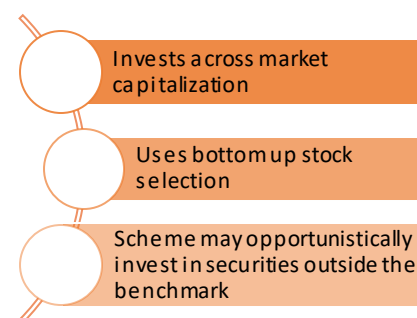 Invests across market
capitalization
Uses bottom up stock
selection
Scheme may opportunistically
invest in securities outside the
benchmark